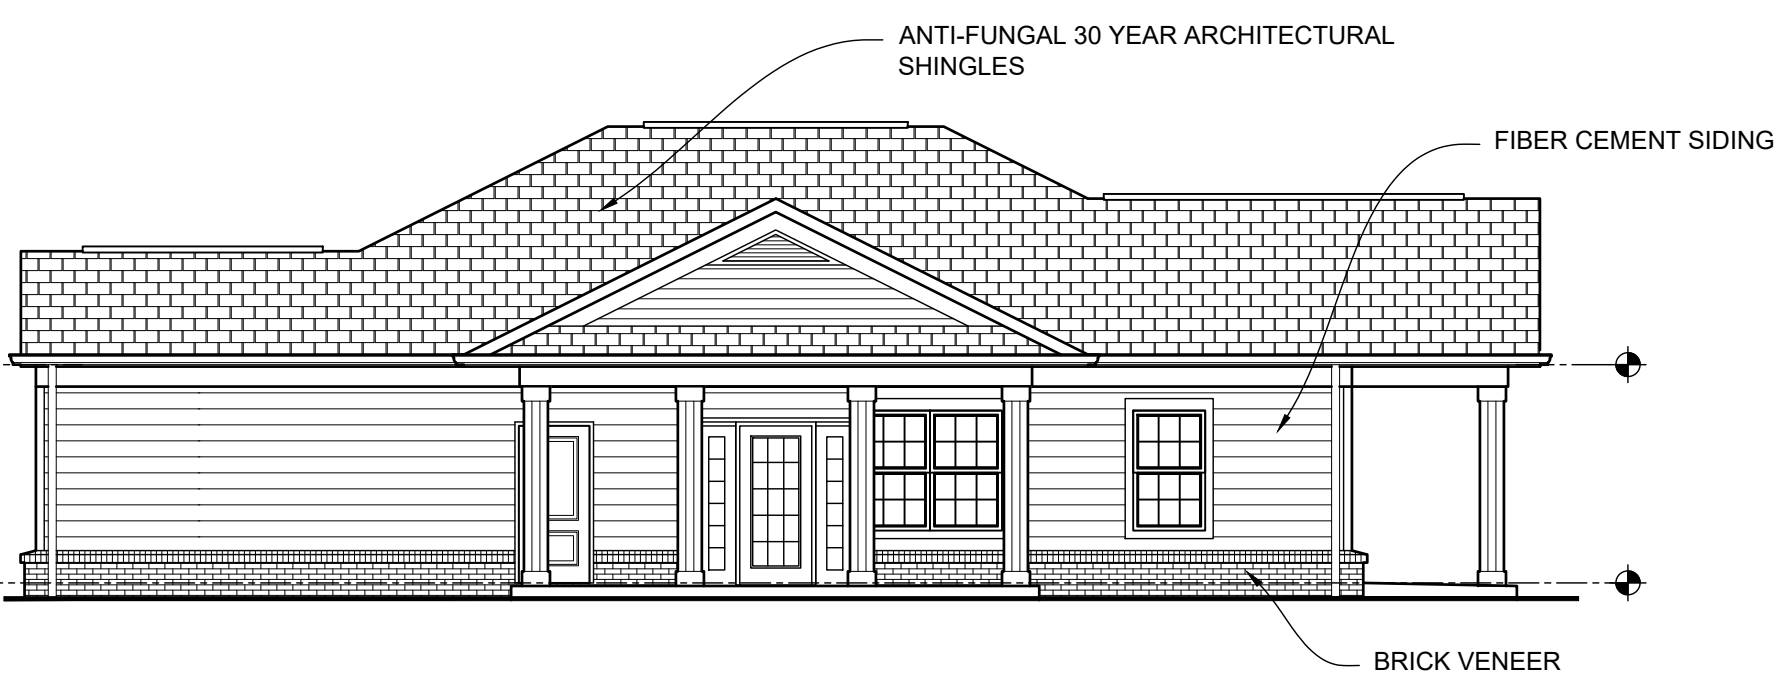 ANTI-FUNGAL 30 YEAR ARCHITECTURAL
SHINGLES
FIBER CEMENT SIDING
BRICK VENEER